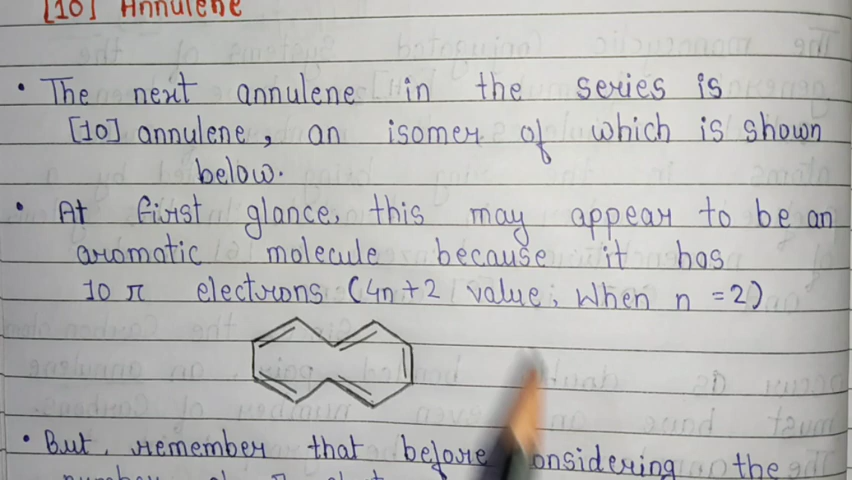 [10] Annulene
• The next annulene in the series is
[10] annulene, an isomer of which is shown
below.
• At first glance, this may appear to be an
aromatic molecule because it has
10 π electrons (4n+2 value, when n = 2)
• But, remember that before considering the
number of π